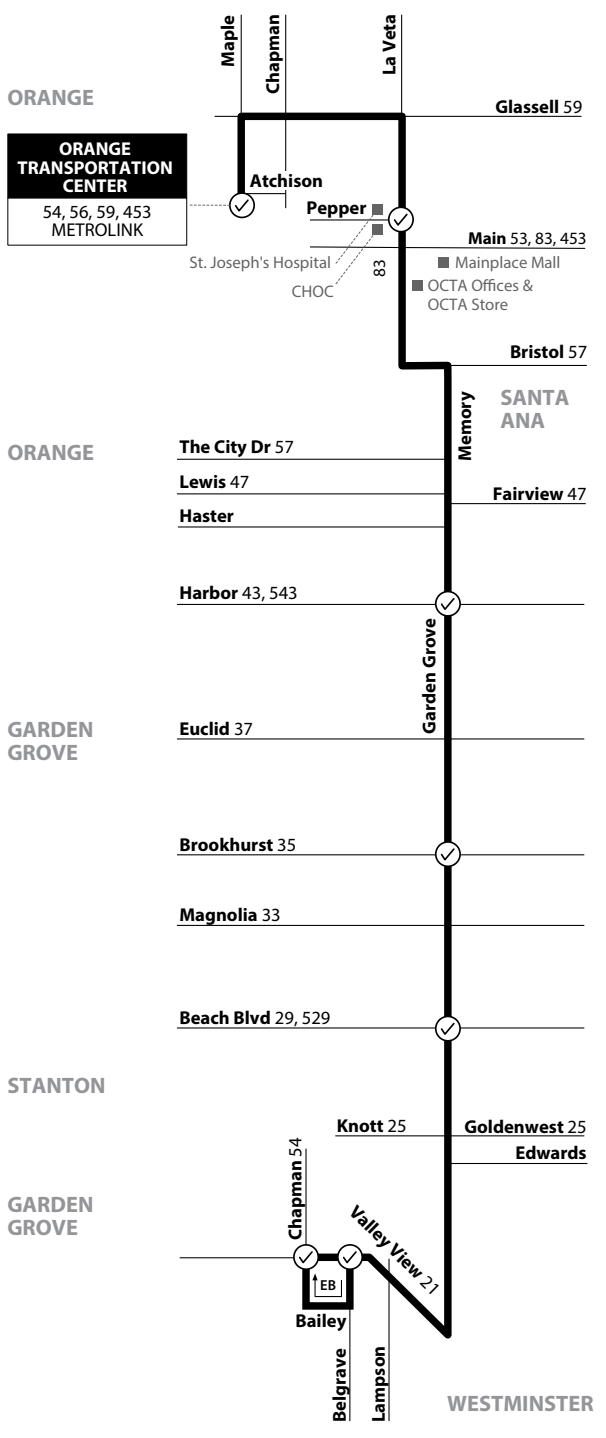 Maple
Chapman
La Veta
ORANGE
Glassell 59
ORANGE
TRANSPORTATION
CENTER
54, 56, 59, 453
METROLINK
Atchison
Pepper
Main 53, 83, 453
St. Joseph's Hospital
CHOC
83
Mainplace Mall
OCTA Offices &
OCTA Store
Bristol 57
SANTA
ANA
Memory
ORANGE
The City Dr 57
Lewis 47
Fairview 47
Haster
Harbor 43, 543
Garden Grove
GARDEN
GROVE
Euclid 37
Brookhurst 35
Magnolia 33
Beach Blvd 29, 529
STANTON
Knott 25
Goldenwest 25
Edwards
Chapman 54
GARDEN
GROVE
Valley View 21
EB
Bailey
Belgrave
Lampson
WESTMINSTER